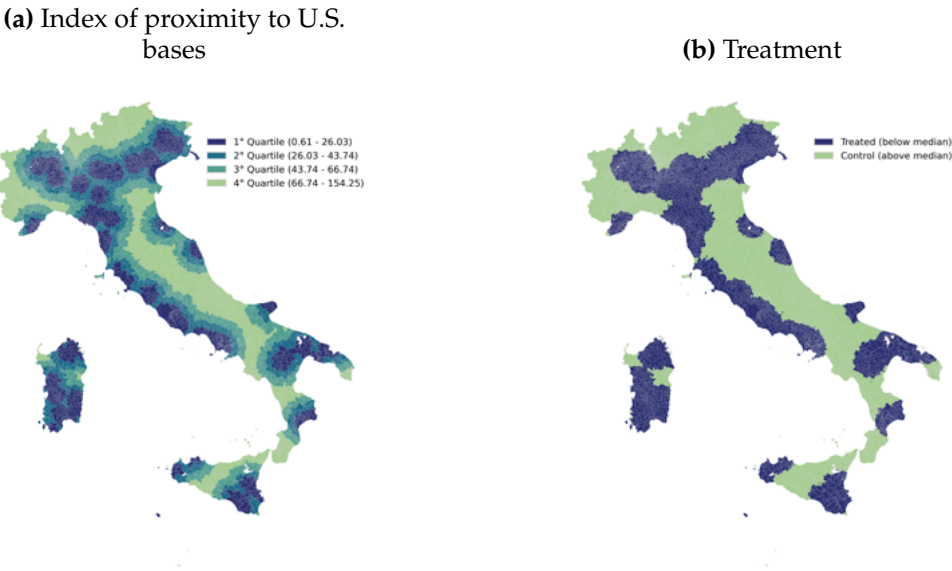 (a) Index of proximity to U.S.
bases
1° Quartile (0.61 - 26.03)
2° Quartile (26.03 - 43.74)
3° Quartile (43.74 - 66.74)
4° Quartile (66.74 - 154.25)
(b) Treatment
Treated (below median)
Control (above median)